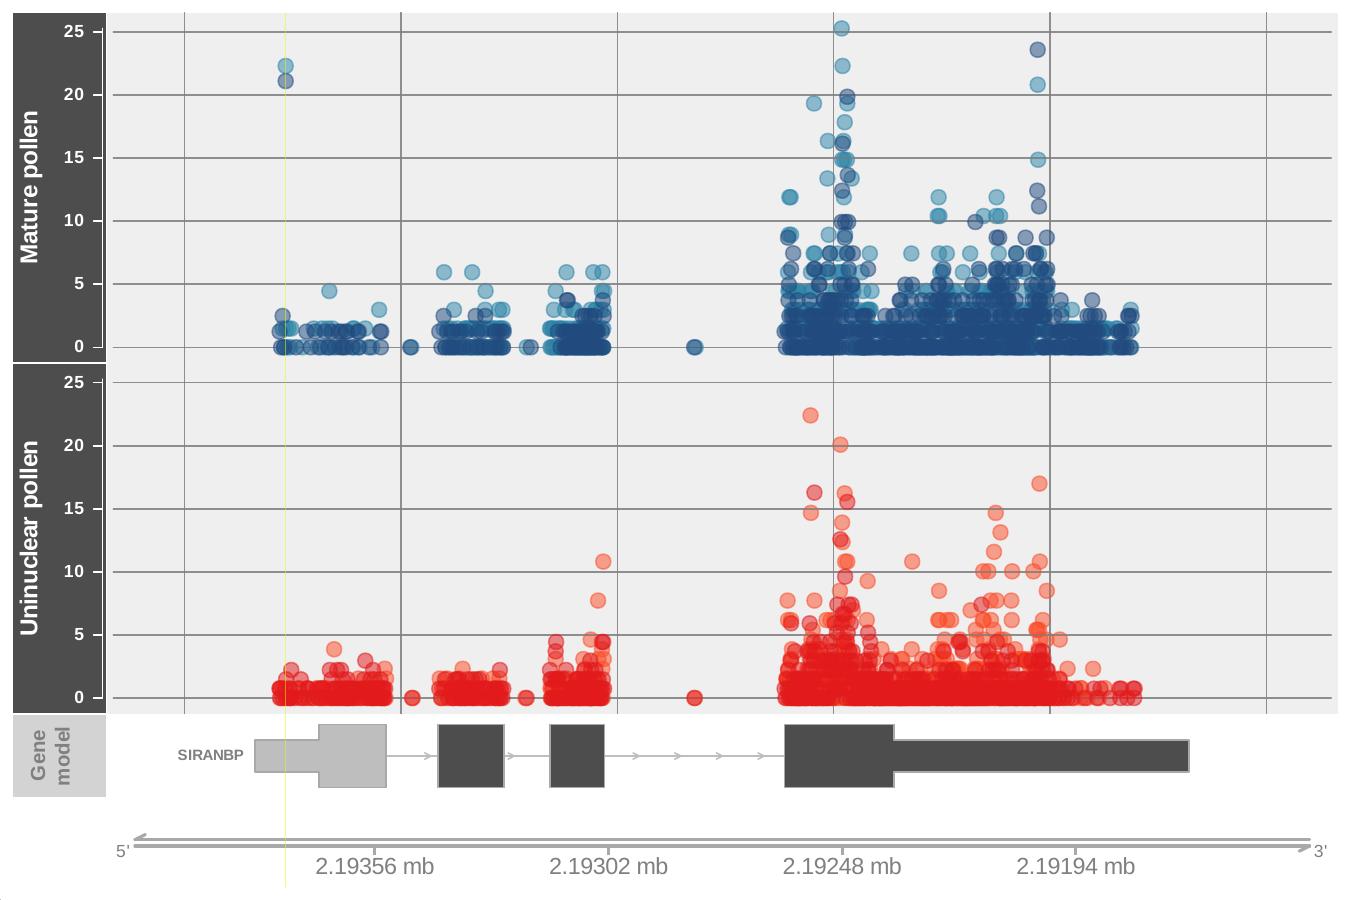 Mature pollen
25
20
15
10
5
0
Uninuclear pollen
25
20
15
10
5
0
Gene
model
SIRANBP
5'
3'
2.19356 mb
2.19302 mb
2.19248 mb
2.19194 mb